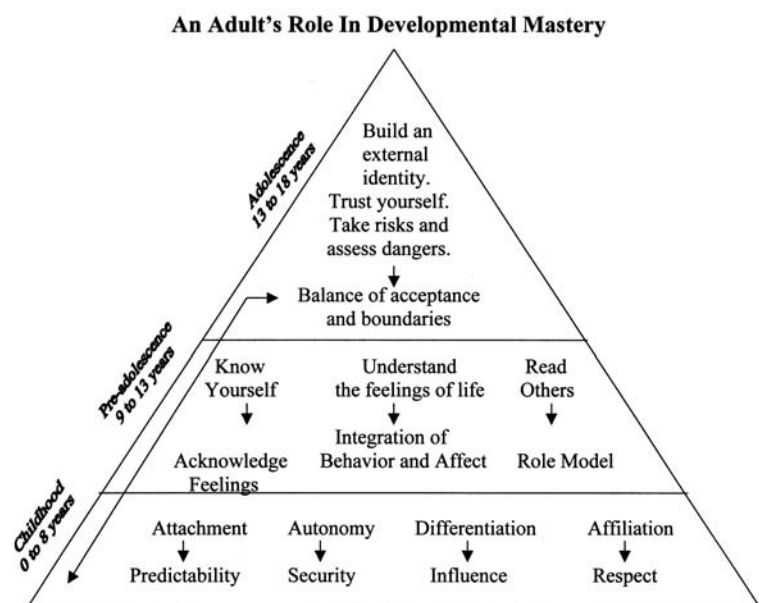 An Adult's Role In Developmental Mastery
Adolescence
13 to 18 years
Build an
external
identity.
Trust yourself.
Take risks and
assess dangers.
Balance of acceptance
and boundaries
Pre-adolescence
9 to 13 years
Know
Yourself
Understand
the feelings of life
Read
Others
Acknowledge
Feelings
Integration of
Behavior and Affect
Role Model
Childhood
0 to 8 years
Attachment
Autonomy
Differentiation
Affiliation
Predictability
Security
Influence
Respect